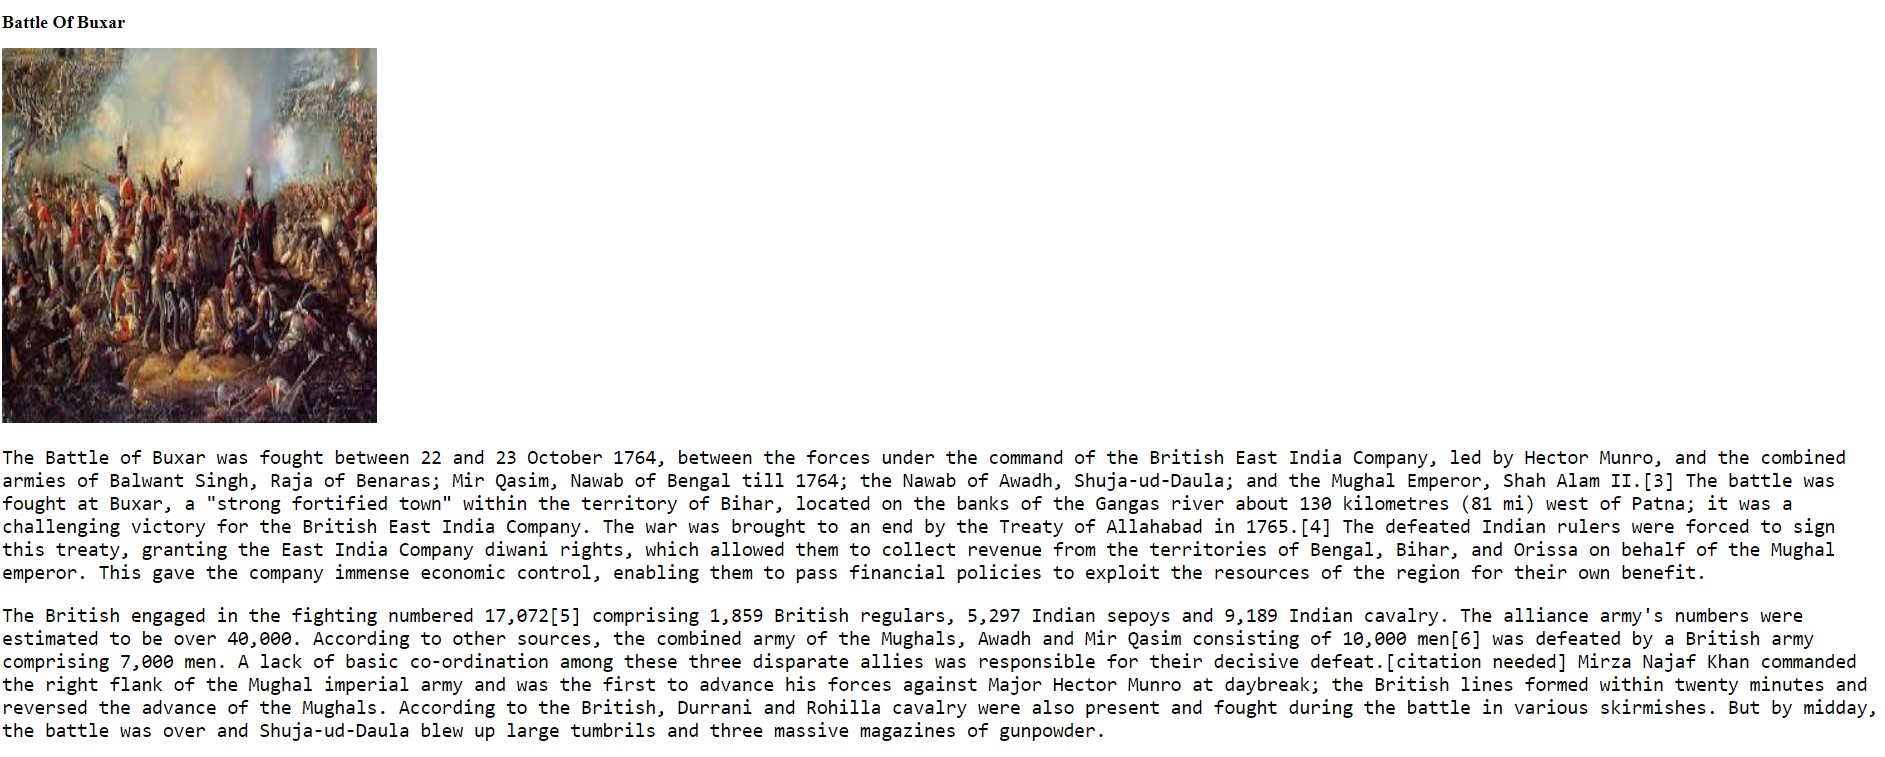 Battle Of Buxar
The Battle of Buxar was fought between 22 and 23 October 1764, between the forces under the command of the British East India Company, led by Hector Munro, and the combined
armies of Balwant Singh, Raja of Benaras; Mir Qasim, Nawab of Bengal till 1764; the Nawab of Awadh, Shuja-ud-Daula; and the Mughal Emperor, Shah Alam II.[3] The battle was
fought at Buxar, a "strong fortified town" within the territory of Bihar, located on the banks of the Gangas river about 130 kilometres (81 mi) west of Patna; it was a
challenging victory for the British East India Company. The war was brought to an end by the Treaty of Allahabad in 1765.[4] The defeated Indian rulers were forced to sign
this treaty, granting the East India Company diwani rights, which allowed them to collect revenue from the territories of Bengal, Bihar, and Orissa on behalf of the Mughal
emperor. This gave the company immense economic control, enabling them to pass financial policies to exploit the resources of the region for their own benefit.
The British engaged in the fighting numbered 17,072[5] comprising 1,859 British regulars, 5,297 Indian sepoys and 9,189 Indian cavalry. The alliance army's numbers were
estimated to be over 40,000. According to other sources, the combined army of the Mughals, Awadh and Mir Qasim consisting of 10,000 men[6] was defeated by a British army
comprising 7,000 men. A lack of basic co-ordination among these three disparate allies was responsible for their decisive defeat.[citation needed] Mirza Najaf Khan commanded
the right flank of the Mughal imperial army and was the first to advance his forces against Major Hector Munro at daybreak; the British lines formed within twenty minutes and
reversed the advance of the Mughals. According to the British, Durrani and Rohilla cavalry were also present and fought during the battle in various skirmishes. But by midday,
the battle was over and Shuja-ud-Daula blew up large tumbrils and three massive magazines of gunpowder.